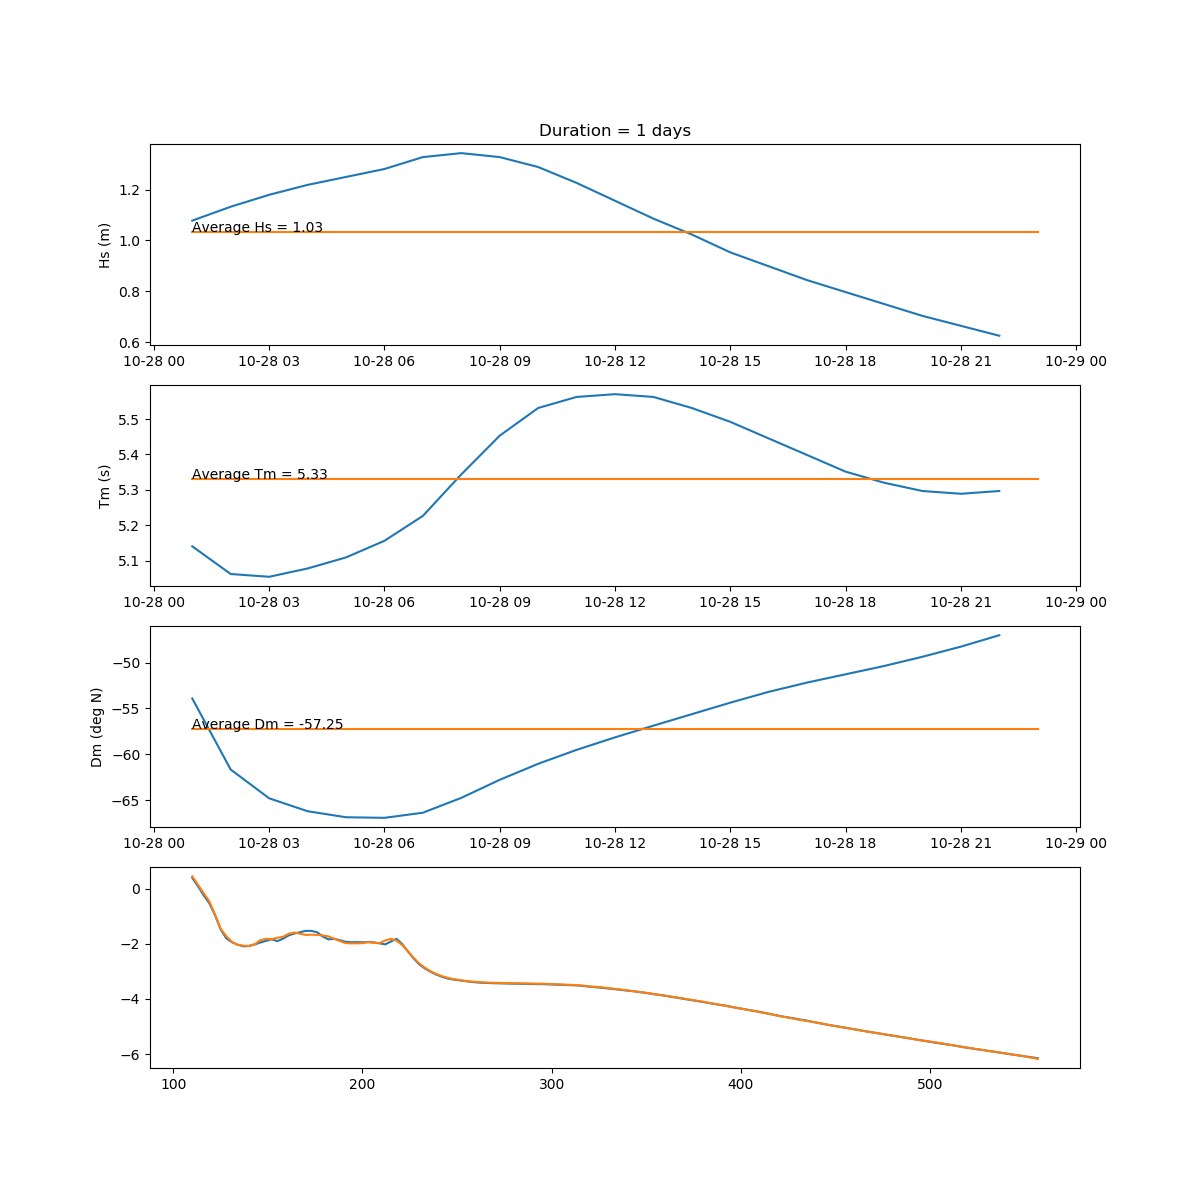 Duration = 1 days
1.2
1.0
0.8
0.6
Hs (m)
Average Hs = 1.03
10-28 00 10-28 03 10-28 06 10-28 09 10-28 12 10-28 15 10-28 18 10-28 21 10-29 00
5.5
5.4
5.3
5.2
5.1
Tm (s)
Average Tm = 5.33
10-28 00 10-28 03 10-28 06 10-28 09 10-28 12 10-28 15 10-28 18 10-28 21 10-29 00
−50
−55
−60
−65
Dm (deg N)
Average Dm = -57.25
10-28 00 10-28 03 10-28 06 10-28 09 10-28 12 10-28 15 10-28 18 10-28 21 10-29 00
0
−2
−4
−6
100 200 300 400 500